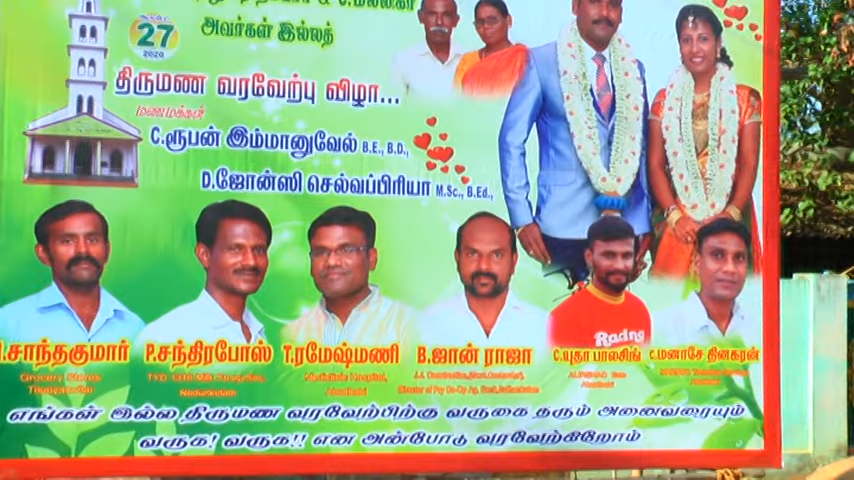 அவர்கள் இல்லத்
27
2020
திருமண வரவேற்பு விழா...
மணமக்கள்
C.ரூபன் இம்மானுவேல் B.E., B.D.,
D.ஜோன்ஸி செல்வப்பிரியா M.Sc., B.Ed.,
சாந்தகுமார் P.சந்திரபோஸ் T.ரமேஷ்மணி B.ஜான் ராஜா C.யூதா பாலசிங் C.மனாசே தினகரன்
Racing
எங்கள் இல்ல திருமண வரவேற்பிற்கு வருகை தரும் அனைவரையும்
வருக! வருக!! என அன்போடு வரவேற்கிறோம்